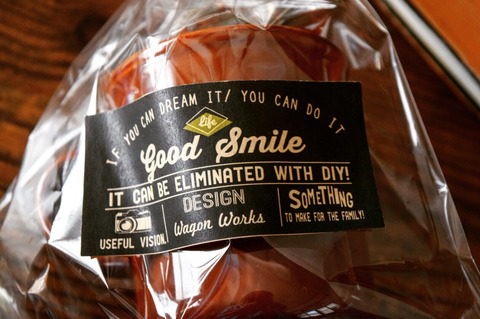 IF YOU CAN DREAM IT/ YOU CAN DO IT
life
Good Smile
IT CAN BE ELIMINATED WITH DIY!
USEFUL VISION.
DESIGN
Wagon Works
SOMETHING
TO MAKE FOR THE FAMILY!